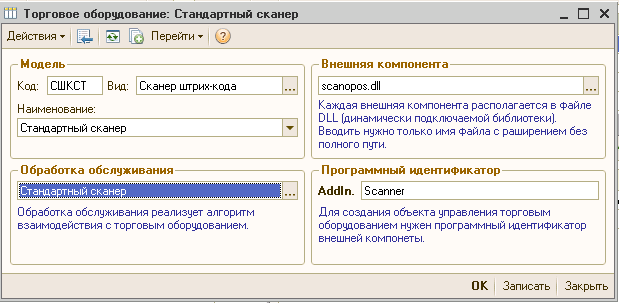 Торговое оборудование: Стандартный сканер
Действия Перейти ?
Модель
Код: СШКСТ Вид: Сканер штрих-кода ...
Наименование:
Стандартный сканер
Внешняя компонента
scanopos.dll ...
Каждая внешняя компонента располагается в файле
DLL (динамически подключаемой библиотеки).
Вводить нужно только имя файла с раширением без
полного пути.
Обработка обслуживания
Стандартный сканер ...
Обработка обслуживания реализует алгоритм
взаимодействия с торговым оборудованием.
Программный идентификатор
AddIn. Scanner
Для создания объекта управления торговым
оборудованием нужен программный идентификатор
внешней компонеты.
OK Записать Закрыть